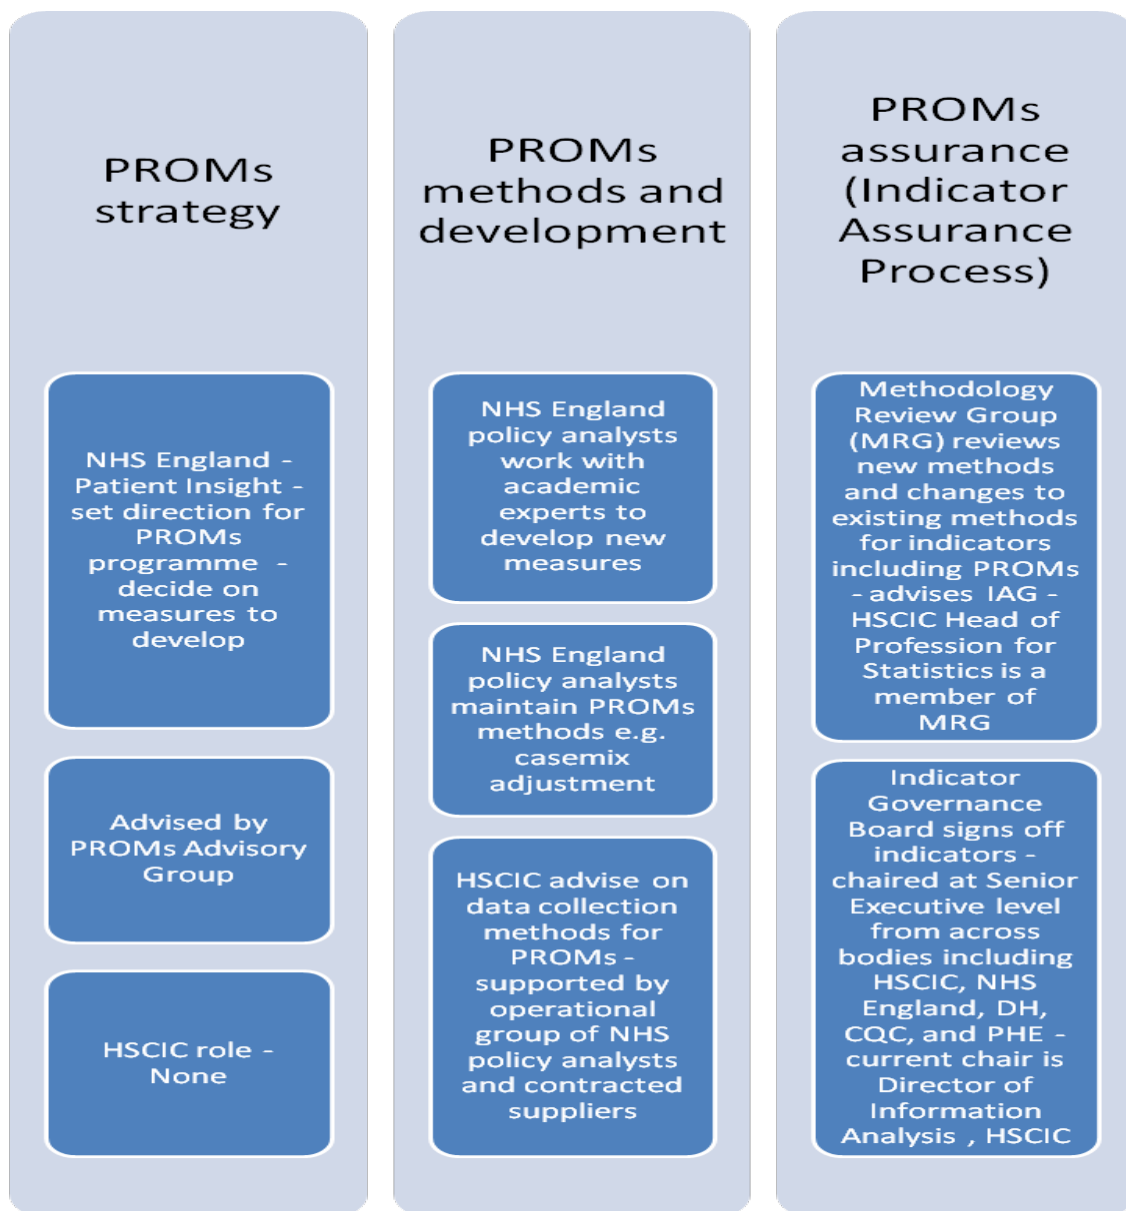 PROMs
strategy
NHS England -
Patient Insight -
set direction for
PROMs
programme  -
decide on
measures to
develop
Advised by
PROMs Advisory
Group
HSCIC role -
None
PROMs
methods and
development
NHS England
policy analysts
work with
academic
experts to
develop new
measures
NHS England
policy analysts
maintain PROMs
methods e.g.
casemix
adjustment
HSCIC advise on
data collection
methods for
PROMs -
supported by
operational
group of NHS
policy analysts
and contracted
suppliers
PROMs
assurance
(Indicator
Assurance
Process)
Methodology
Review Group
(MRG) reviews
new methods
and changes to
existing methods
for indicators
including PROMs
- advises IAG -
HSCIC Head of
Profession for
Statistics is a
member of
MRG
Indicator
Governance
Board signs off
indicators -
chaired at Senior
Executive level
from across
bodies including
HSCIC, NHS
England, DH,
CQC, and PHE -
current chair is
Director of
Information
Analysis , HSCIC